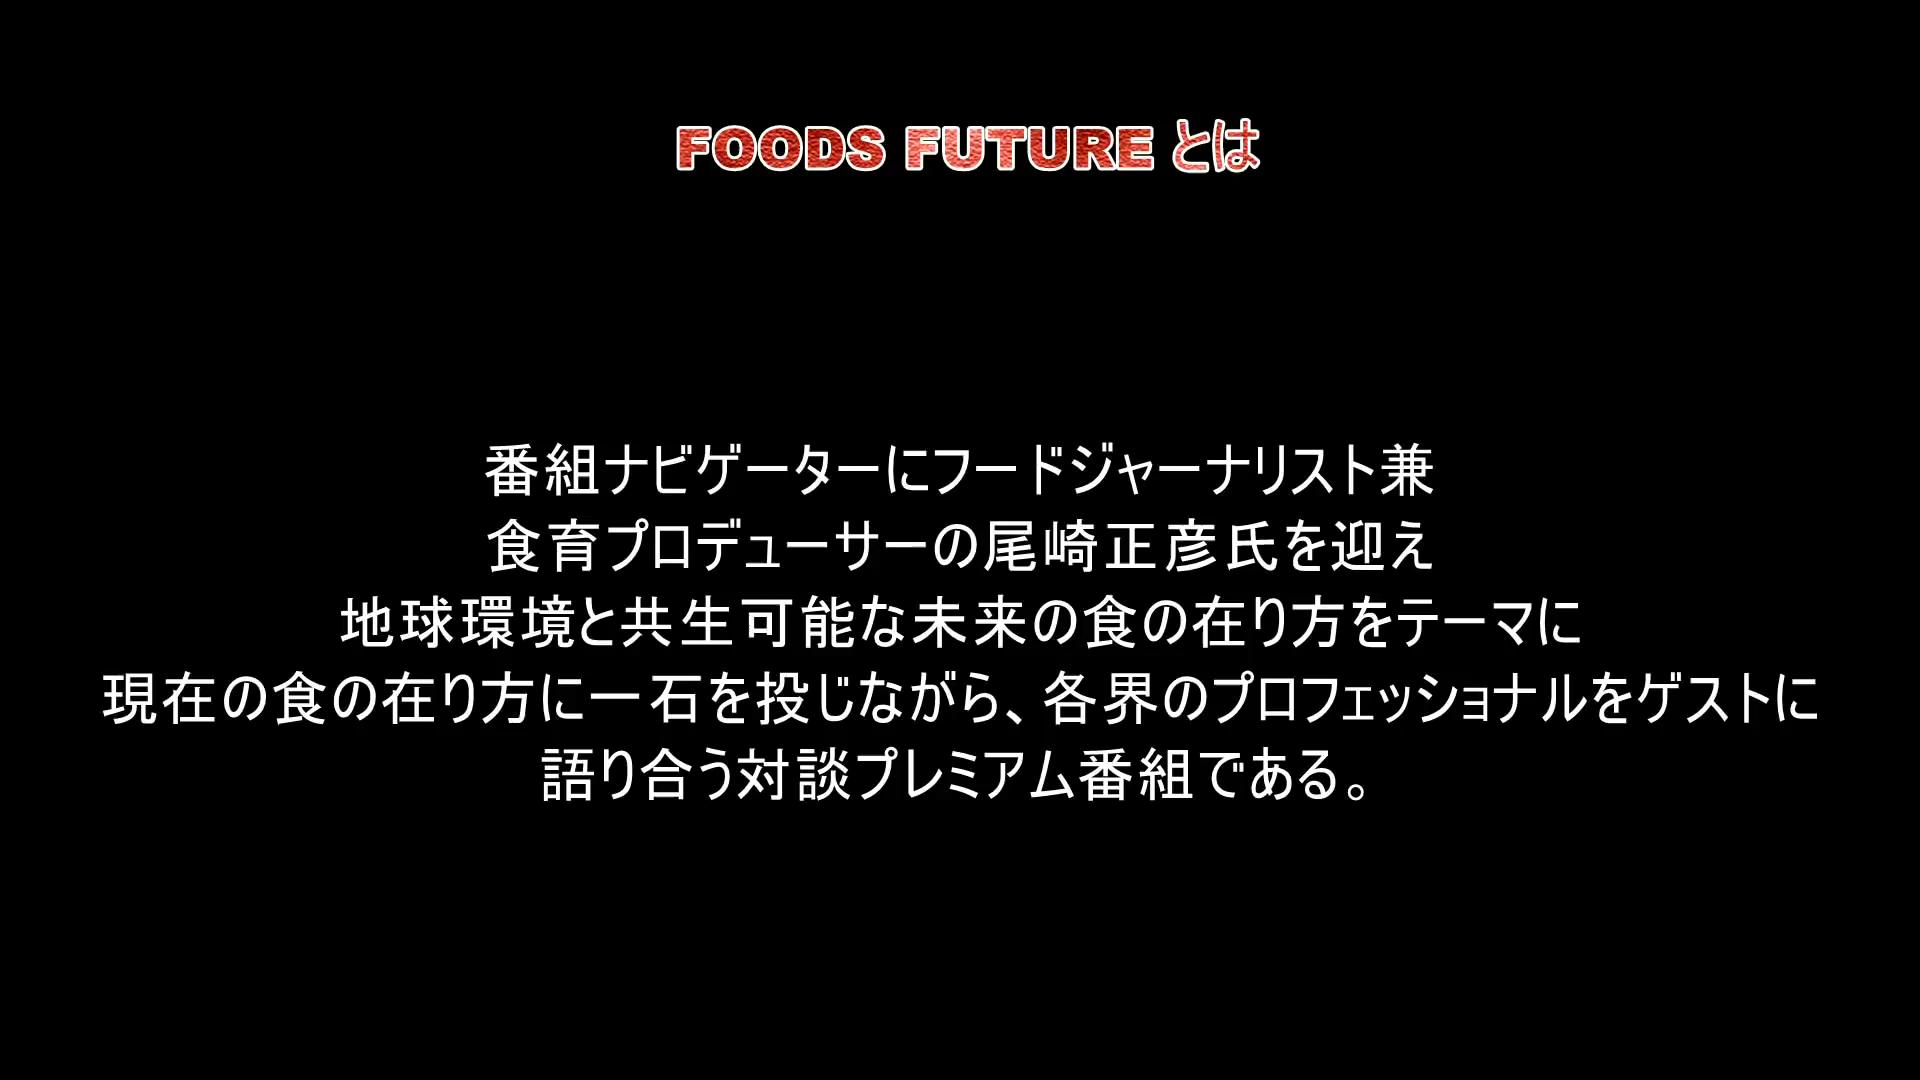 FOODS FUTURE とは
番組ナビゲーターにフードジャーナリスト兼
食育プロデューサーの尾崎正彦氏を迎え
地球環境と共生可能な未来の食の在り方をテーマに
現在の食の在り方に一石を投じながら、各界のプロフェッショナルをゲストに
語り合う対談プレミアム番組である。